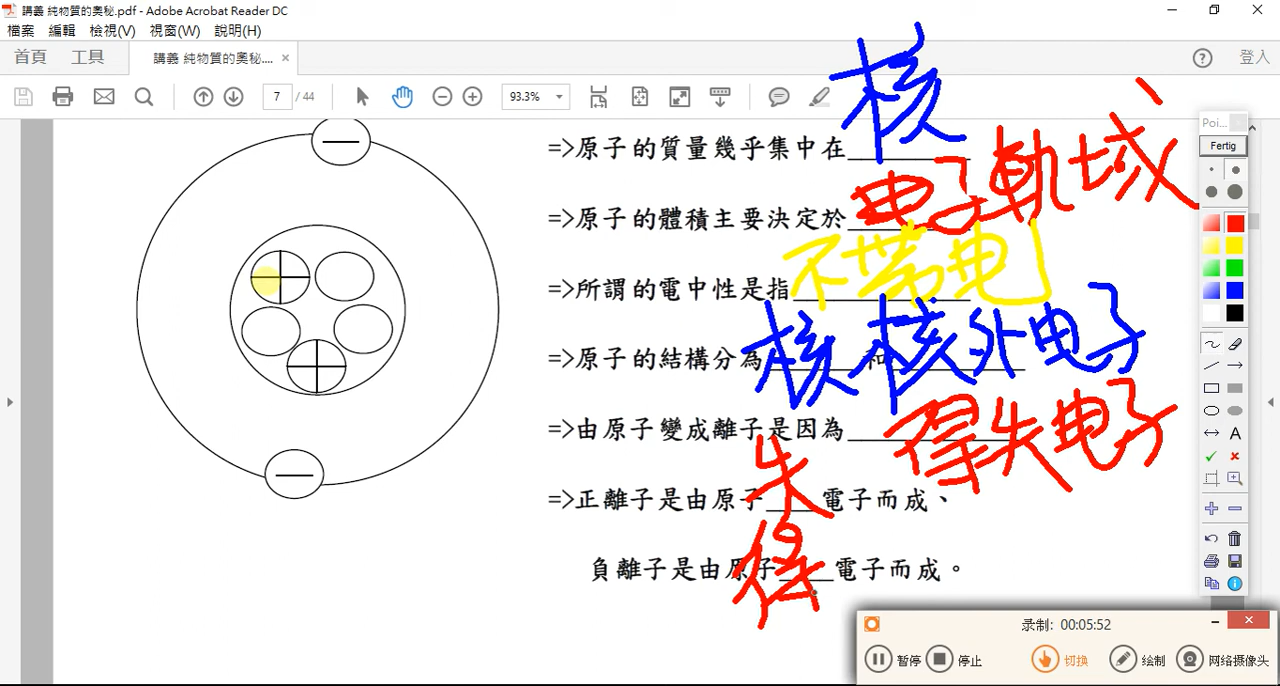 講義 純物質的奧秘.pdf - Adobe Acrobat Reader DC
檔案 編輯 檢視(V) 視窗(W) 說明(H)
首頁 工具 講義 純物質的奧秘.... × 登入
7 / 44 93.3%
核
=>原子的質量幾乎集中在
電子軌域
=>原子的體積主要決定於
不帶電
=>所謂的電中性是指
核 核外电子
=>原子的結構分為 和
得失电子
=>由原子變成離子是因為
失
=>正離子是由原子 電子而成、
得
負離子是由原子 電子而成。
Poi...
Fertig
A
录制: 00:05:52
暂停 停止 切换 绘制 网络摄像头